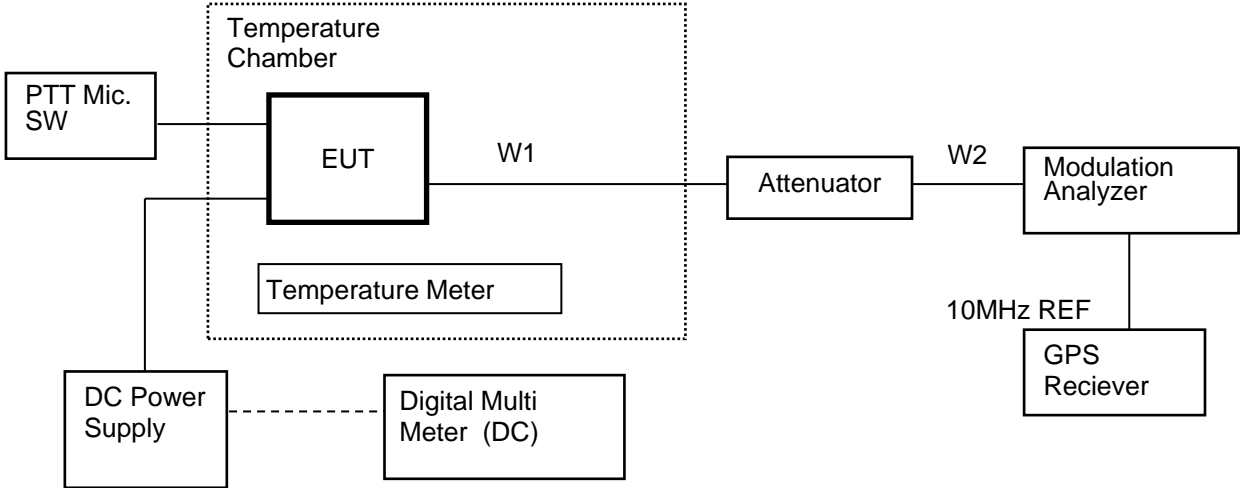 Temperature
Chamber
PTT Mic.
SW
EUT
W1
Attenuator
W2
Modulation
Analyzer
Temperature Meter
10MHz REF
GPS
Reciever
DC Power
Supply
Digital Multi
Meter (DC)